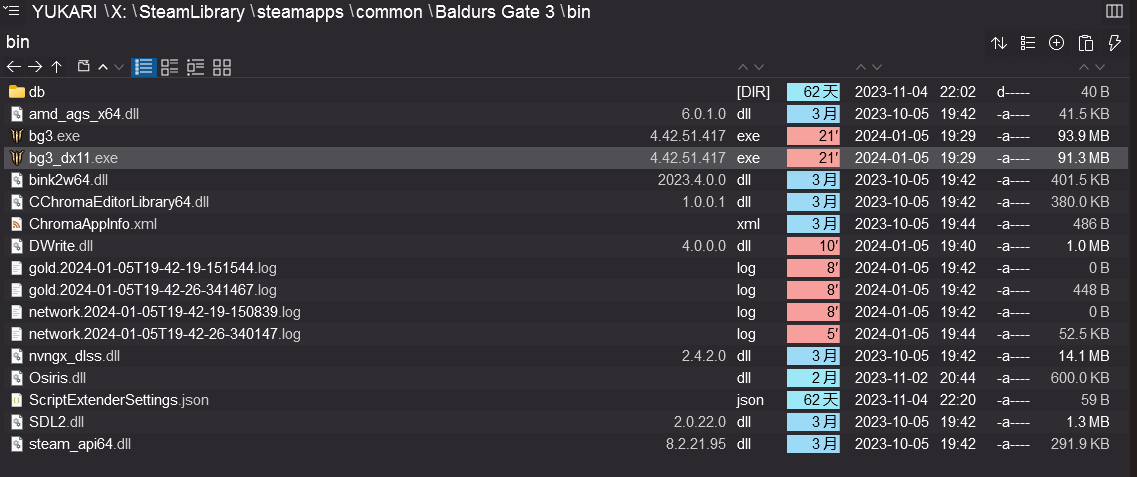 YUKARI \X: \SteamLibrary \steamapps \common \Baldurs Gate 3 \bin
bin
db [DIR] 62 天 2023-11-04 22:02 d----- 40 B
amd_ags_x64.dll 6.0.1.0 dll 3 月 2023-10-05 19:42 -a---- 41.5 KB
bg3.exe 4.42.51.417 exe 21′ 2024-01-05 19:29 -a---- 93.9 MB
bg3_dx11.exe 4.42.51.417 exe 21′ 2024-01-05 19:29 -a---- 91.3 MB
bink2w64.dll 2023.4.0.0 dll 3 月 2023-10-05 19:42 -a---- 401.5 KB
CChromaEditorLibrary64.dll 1.0.0.1 dll 3 月 2023-10-05 19:42 -a---- 380.0 KB
ChromaAppInfo.xml xml 3 月 2023-10-05 19:44 -a---- 486 B
DWrite.dll 4.0.0.0 dll 10′ 2024-01-05 19:40 -a---- 1.0 MB
gold.2024-01-05T19-42-19-151544.log log 8′ 2024-01-05 19:42 -a---- 0 B
gold.2024-01-05T19-42-26-341467.log log 8′ 2024-01-05 19:42 -a---- 448 B
network.2024-01-05T19-42-19-150839.log log 8′ 2024-01-05 19:42 -a---- 0 B
network.2024-01-05T19-42-26-340147.log log 5′ 2024-01-05 19:44 -a---- 52.5 KB
nvngx_dlss.dll 2.4.2.0 dll 3 月 2023-10-05 19:42 -a---- 14.1 MB
Osiris.dll dll 2 月 2023-11-02 20:44 -a---- 600.0 KB
ScriptExtenderSettings.json json 62 天 2023-11-04 22:20 -a---- 59 B
SDL2.dll 2.0.22.0 dll 3 月 2023-10-05 19:42 -a---- 1.3 MB
steam_api64.dll 8.2.21.95 dll 3 月 2023-10-05 19:42 -a---- 291.9 KB